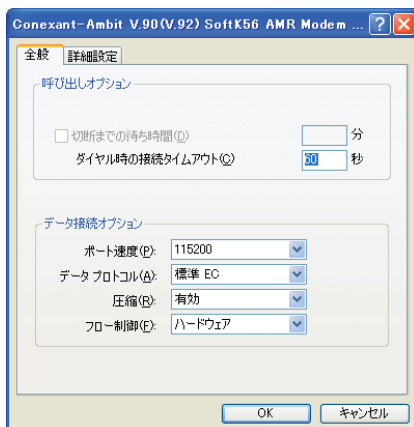 Conexant-Ambit V.90(V.92) SoftK56 AMR Modem ...
全般 詳細設定
呼び出しオプション
切断までの待ち時間(D) 分
ダイヤル時の接続タイムアウト(C) 60 秒
データ接続オプション
ポート速度(P): 115200
データ プロトコル(A): 標準 EC
圧縮(R): 有効
フロー制御(F): ハードウェア
OK キャンセル